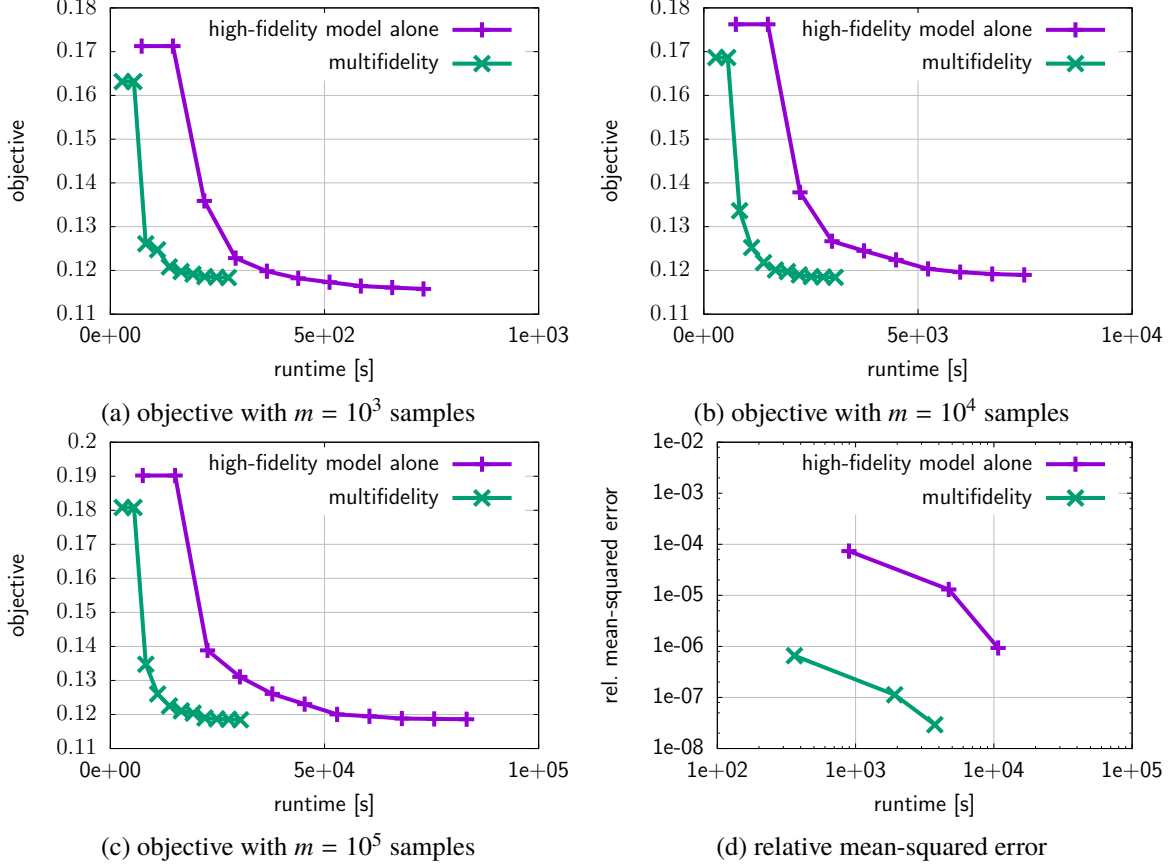 high-fidelity model alone
multifidelity
0.18
0.17
0.16
0.15
0.14
0.13
0.12
0.11
objective
0e+00 5e+02 1e+03
runtime [s]
(a) objective with m = 10³ samples
high-fidelity model alone
multifidelity
0.18
0.17
0.16
0.15
0.14
0.13
0.12
0.11
objective
0e+00 5e+03 1e+04
runtime [s]
(b) objective with m = 10⁴ samples
high-fidelity model alone
multifidelity
0.2
0.19
0.18
0.17
0.16
0.15
0.14
0.13
0.12
0.11
objective
0e+00 5e+04 1e+05
runtime [s]
(c) objective with m = 10⁵ samples
high-fidelity model alone
multifidelity
1e-02
1e-03
1e-04
1e-05
1e-06
1e-07
1e-08
rel. mean-squared error
1e+02 1e+03 1e+04 1e+05
runtime [s]
(d) relative mean-squared error